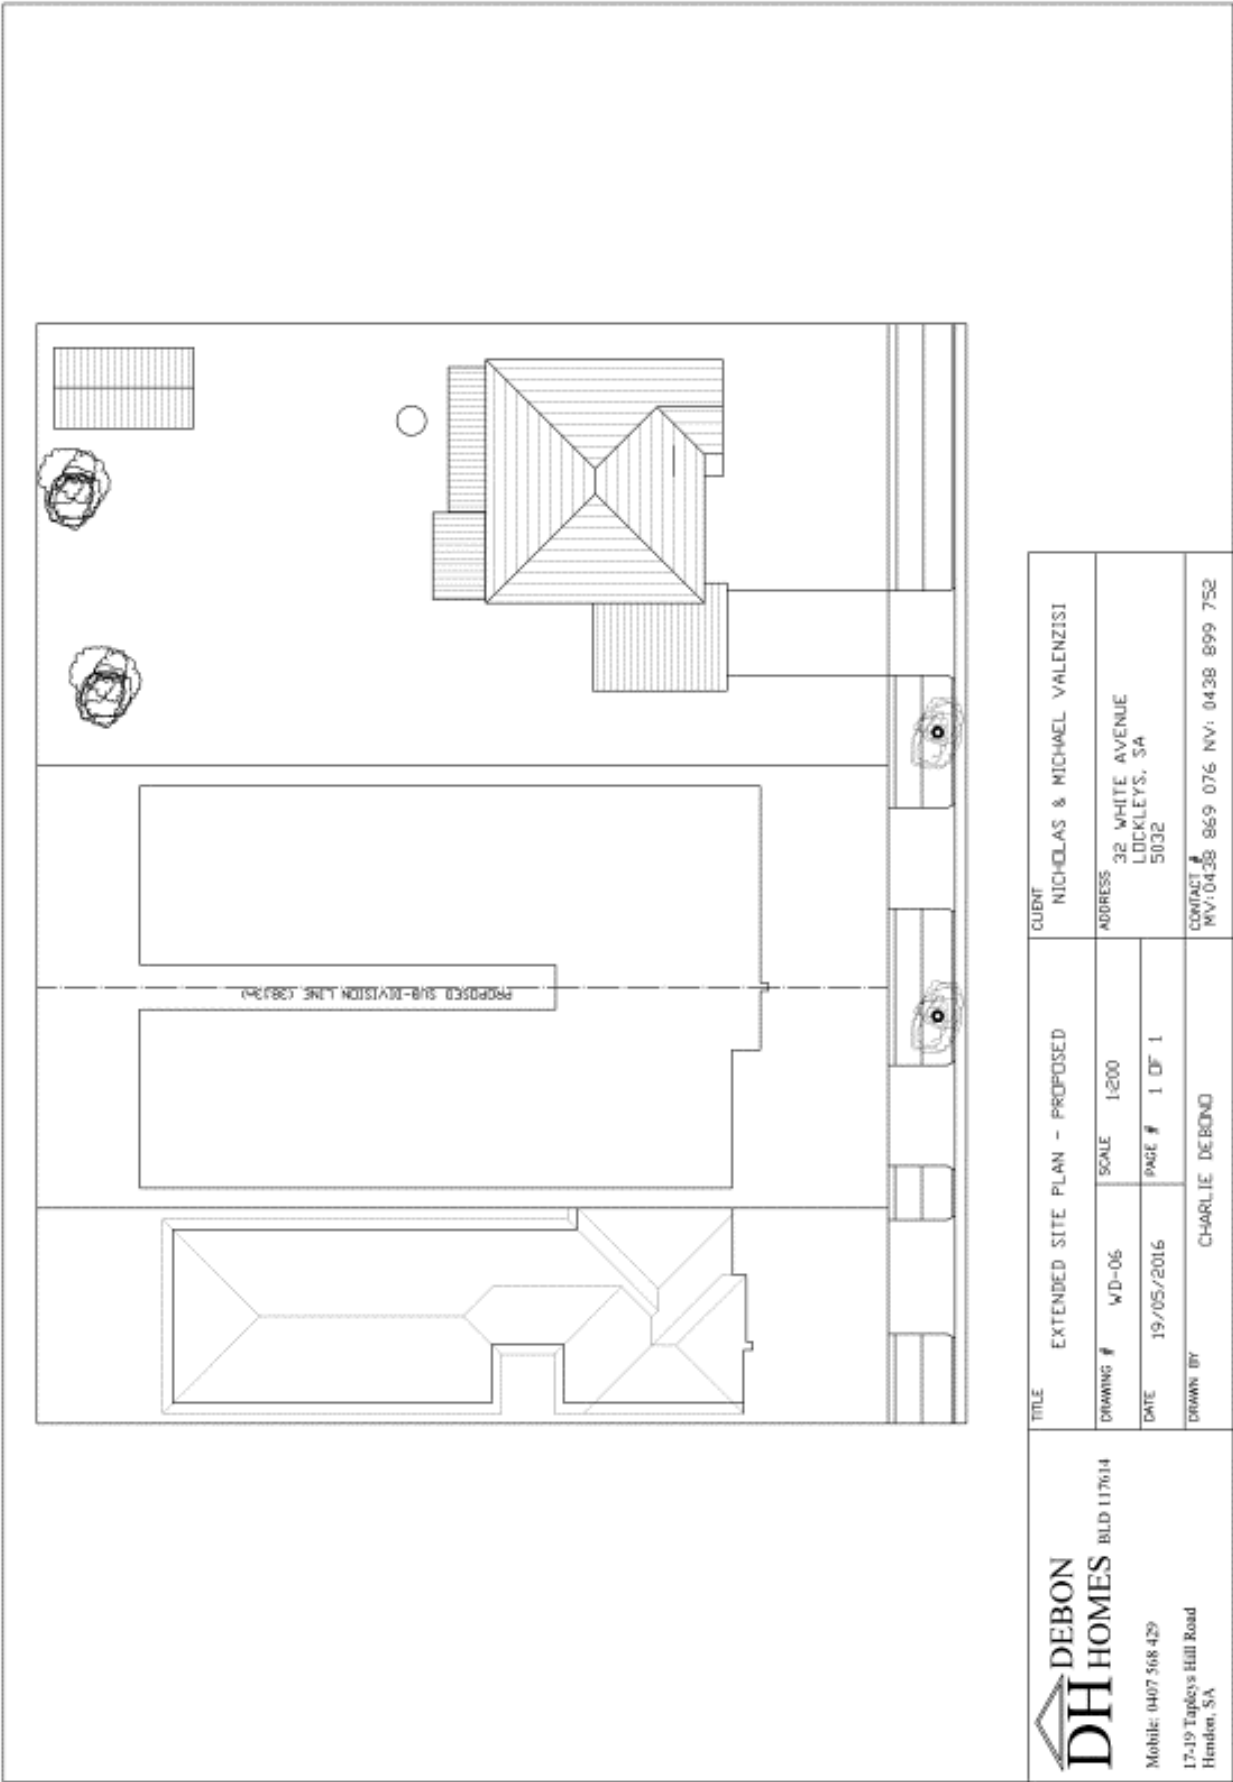 PROPOSED SUB-DIVISION LINE (38.13m)
DH DEBON HOMES BLD 117614
Mobile: 0407 568 429
17-19 Tapleys Hill Road
Hendon, SA
TITLE
EXTENDED SITE PLAN - PROPOSED
DRAWING #
WD-06
SCALE
1:200
DATE
19/05/2016
PAGE #
1 OF 1
DRAWN BY
CHARLIE DEBOND
CLIENT
NICHOLAS & MICHAEL VALENZISI
ADDRESS
32 WHITE AVENUE
LOCKLEYS, SA
5032
CONTACT #
MV:0438 869 076 NV: 0438 899 752